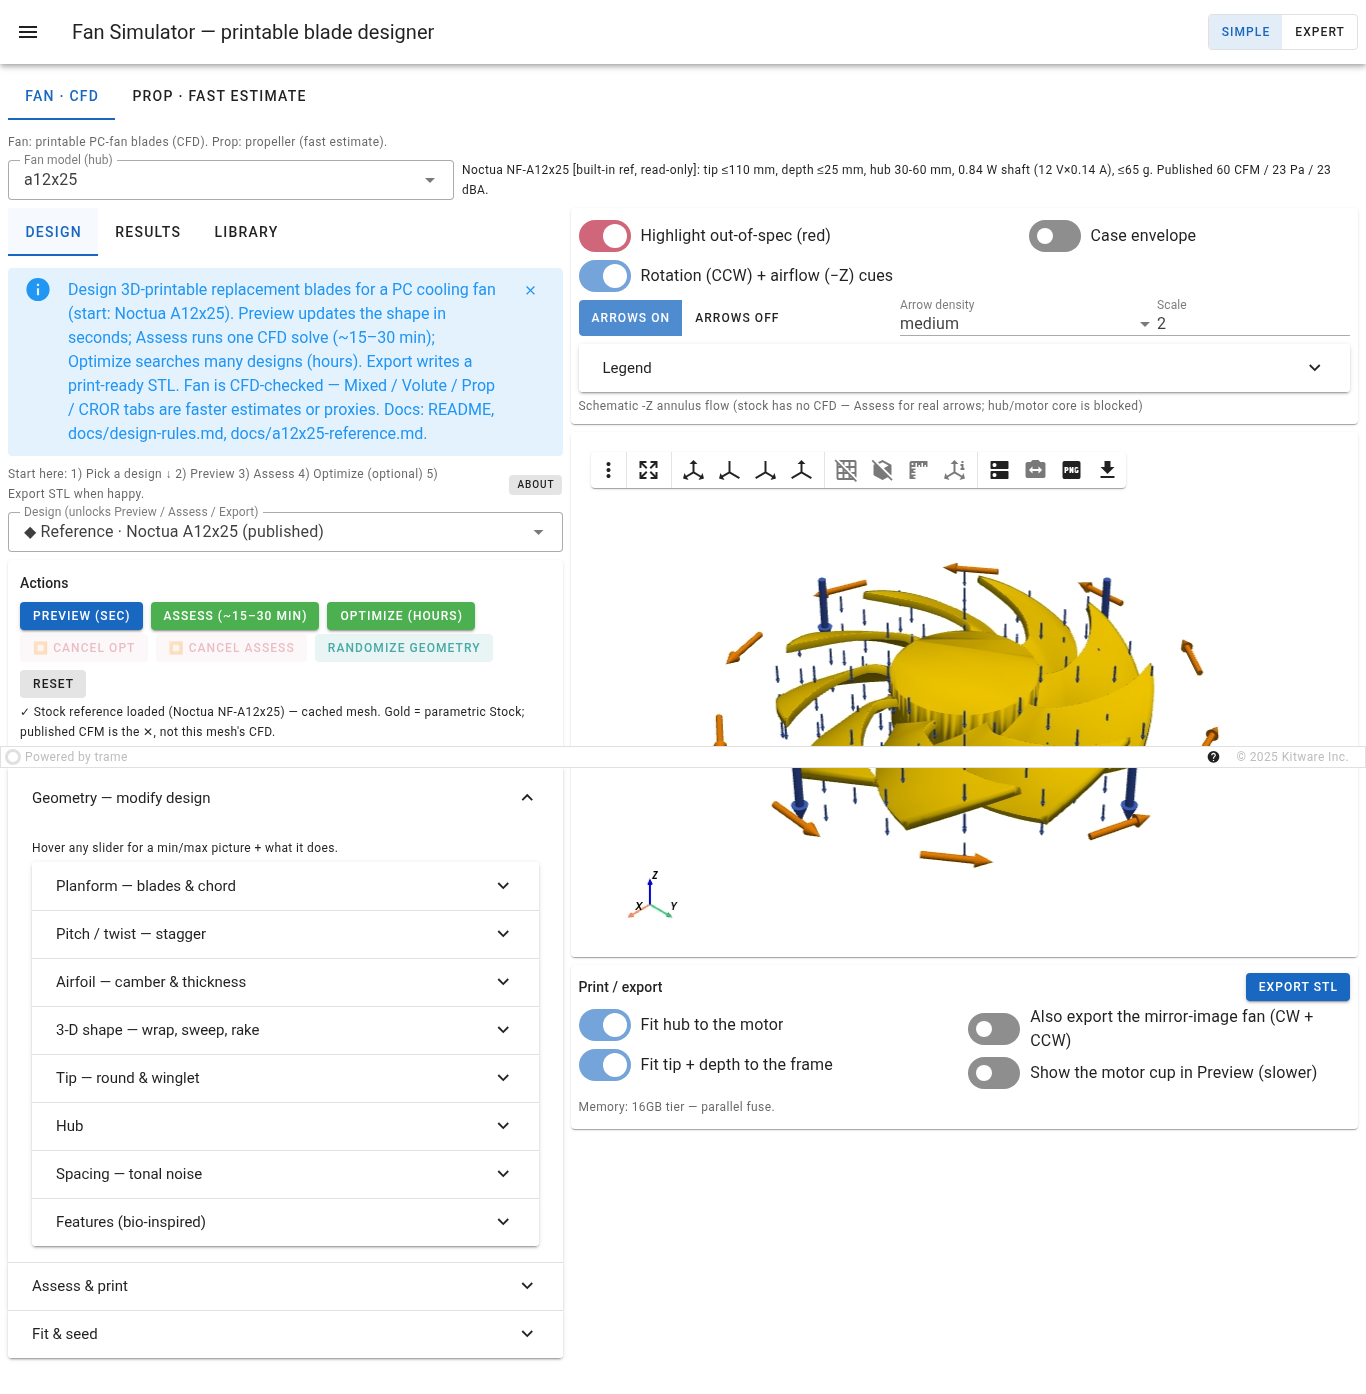 Fan Simulator — printable blade designer
SIMPLE
EXPERT
FAN · CFD
PROP · FAST ESTIMATE
Fan: printable PC-fan blades (CFD). Prop: propeller (fast estimate).
Fan model (hub)
a12x25
Noctua NF-A12x25 [built-in ref, read-only]: tip ≤110 mm, depth ≤25 mm, hub 30-60 mm, 0.84 W shaft (12 V×0.14 A), ≤65 g. Published 60 CFM / 23 Pa / 23
dBA.
DESIGN
RESULTS
LIBRARY
Design 3D-printable replacement blades for a PC cooling fan
(start: Noctua A12x25). Preview updates the shape in
seconds; Assess runs one CFD solve (~15–30 min);
Optimize searches many designs (hours). Export writes a
print-ready STL. Fan is CFD-checked — Mixed / Volute / Prop
/ CROR tabs are faster estimates or proxies. Docs: README,
docs/design-rules.md, docs/a12x25-reference.md.
Start here: 1) Pick a design ↓ 2) Preview 3) Assess 4) Optimize (optional) 5)
Export STL when happy.
ABOUT
Design (unlocks Preview / Assess / Export)
◆ Reference · Noctua A12x25 (published)
Actions
PREVIEW (SEC)
ASSESS (~15–30 MIN)
OPTIMIZE (HOURS)
CANCEL OPT
CANCEL ASSESS
RANDOMIZE GEOMETRY
RESET
✓ Stock reference loaded (Noctua NF-A12x25) — cached mesh. Gold = parametric Stock;
published CFM is the ✕, not this mesh's CFD.
Highlight out-of-spec (red)
Case envelope
Rotation (CCW) + airflow (−Z) cues
ARROWS ON
ARROWS OFF
Arrow density
medium
Scale
2
Legend
Schematic -Z annulus flow (stock has no CFD — Assess for real arrows; hub/motor core is blocked)
PNG
Powered by trame
© 2025 Kitware Inc.
Geometry — modify design
Hover any slider for a min/max picture + what it does.
Planform — blades & chord
Pitch / twist — stagger
Airfoil — camber & thickness
3-D shape — wrap, sweep, rake
Tip — round & winglet
Hub
Spacing — tonal noise
Features (bio-inspired)
Assess & print
Fit & seed
Z
X
Y
Print / export
EXPORT STL
Fit hub to the motor
Also export the mirror-image fan (CW +
CCW)
Fit tip + depth to the frame
Show the motor cup in Preview (slower)
Memory: 16GB tier — parallel fuse.